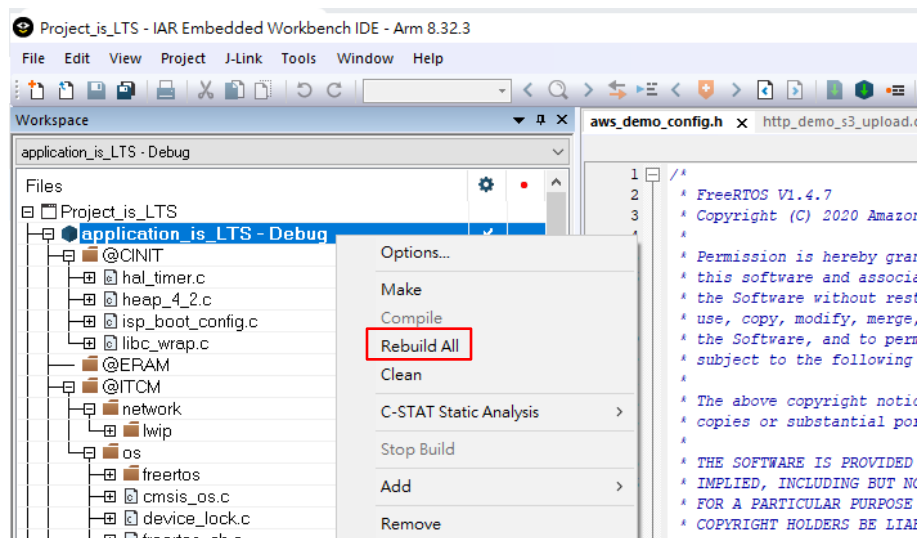 Project_is_LTS - IAR Embedded Workbench IDE - Arm 8.32.3
File Edit View Project J-Link Tools Window Help
Workspace
application_is_LTS - Debug
Files
Project_is_LTS
application_is_LTS - Debug
@CINIT
hal_timer.c
heap_4_2.c
isp_boot_config.c
libc_wrap.c
@ERAM
@ITCM
network
lwip
os
freertos
cmsis_os.c
device_lock.c
Options...
Make
Compile
Rebuild All
Clean
C-STAT Static Analysis
Stop Build
Add
Remove
aws_demo_config.h x http_demo_s3_upload.c
1 /*
2 * FreeRTOS V1.4.7
3 * Copyright (C) 2020 Amazon
*
* Permission is hereby gran
* this software and associa
* the Software without rest
* use, copy, modify, merge,
* the Software, and to perm
* subject to the following
*
* The above copyright notic
* copies or substantial por
*
* THE SOFTWARE IS PROVIDED
* IMPLIED, INCLUDING BUT NO
* FOR A PARTICULAR PURPOSE
* COPYRIGHT HOLDERS BE LIAB